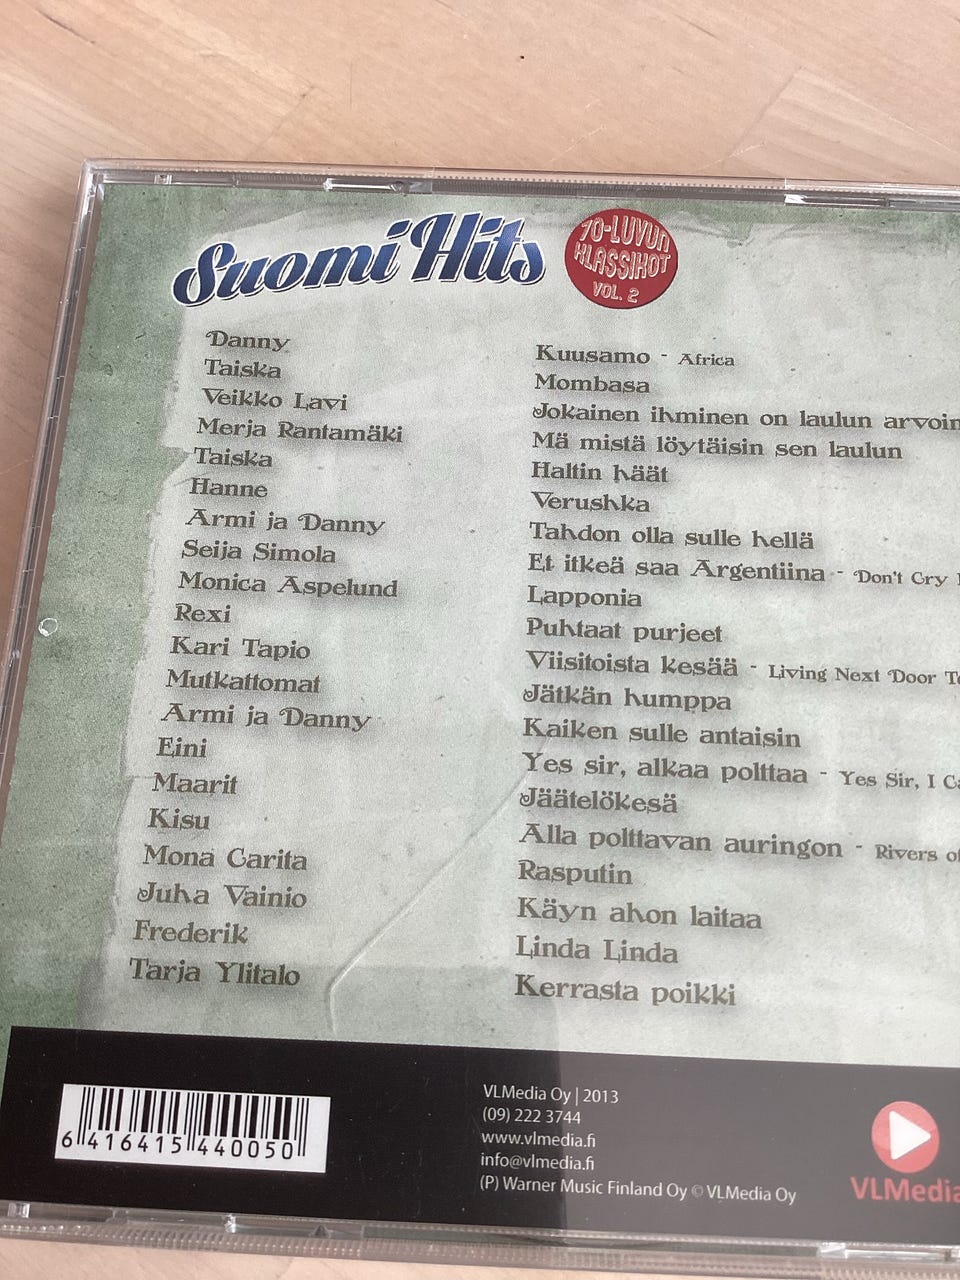 Suomi Hits
70-LUVUN
KLASSIKOT
VOL. 2
Danny Kuusamo - Africa
Taiska Mombasa
Veikko Lavi Jokainen ihminen on laulun
Merja Rantamäki Mä mistä löytäisin sen laulun
Taiska Haltin häät
Hanne Verushka
Armi ja Danny Tahdon olla sulle hellä
Seija Simola Et itkeä saa Argentiina - Don't Cry
Monica Aspelund Lapponia
Rexi Puhtaat purjeet
Kari Tapio Viisitoista kesää - Living Next Door
Mutkattomat Jätkän humppa
Armi ja Danny Kaiken sulle antaisin
Eini Yes sir, alkaa polttaa - Yes Sir, I
Maarit Jäätelökesä
Kisu Alla polttavan auringon - Rivers
Mona Carita Rasputin
Juha Vainio Käyn ahon laitaa
Frederik Linda Linda
Tarja Ylitalo Kerrasta poikki
6 416415 440050
VLMedia Oy | 2013
(09) 222 3744
www.vlmedia.fi
info@vlmedia.fi
(P) Warner Music Finland Oy © VLMedia Oy
VLMedia